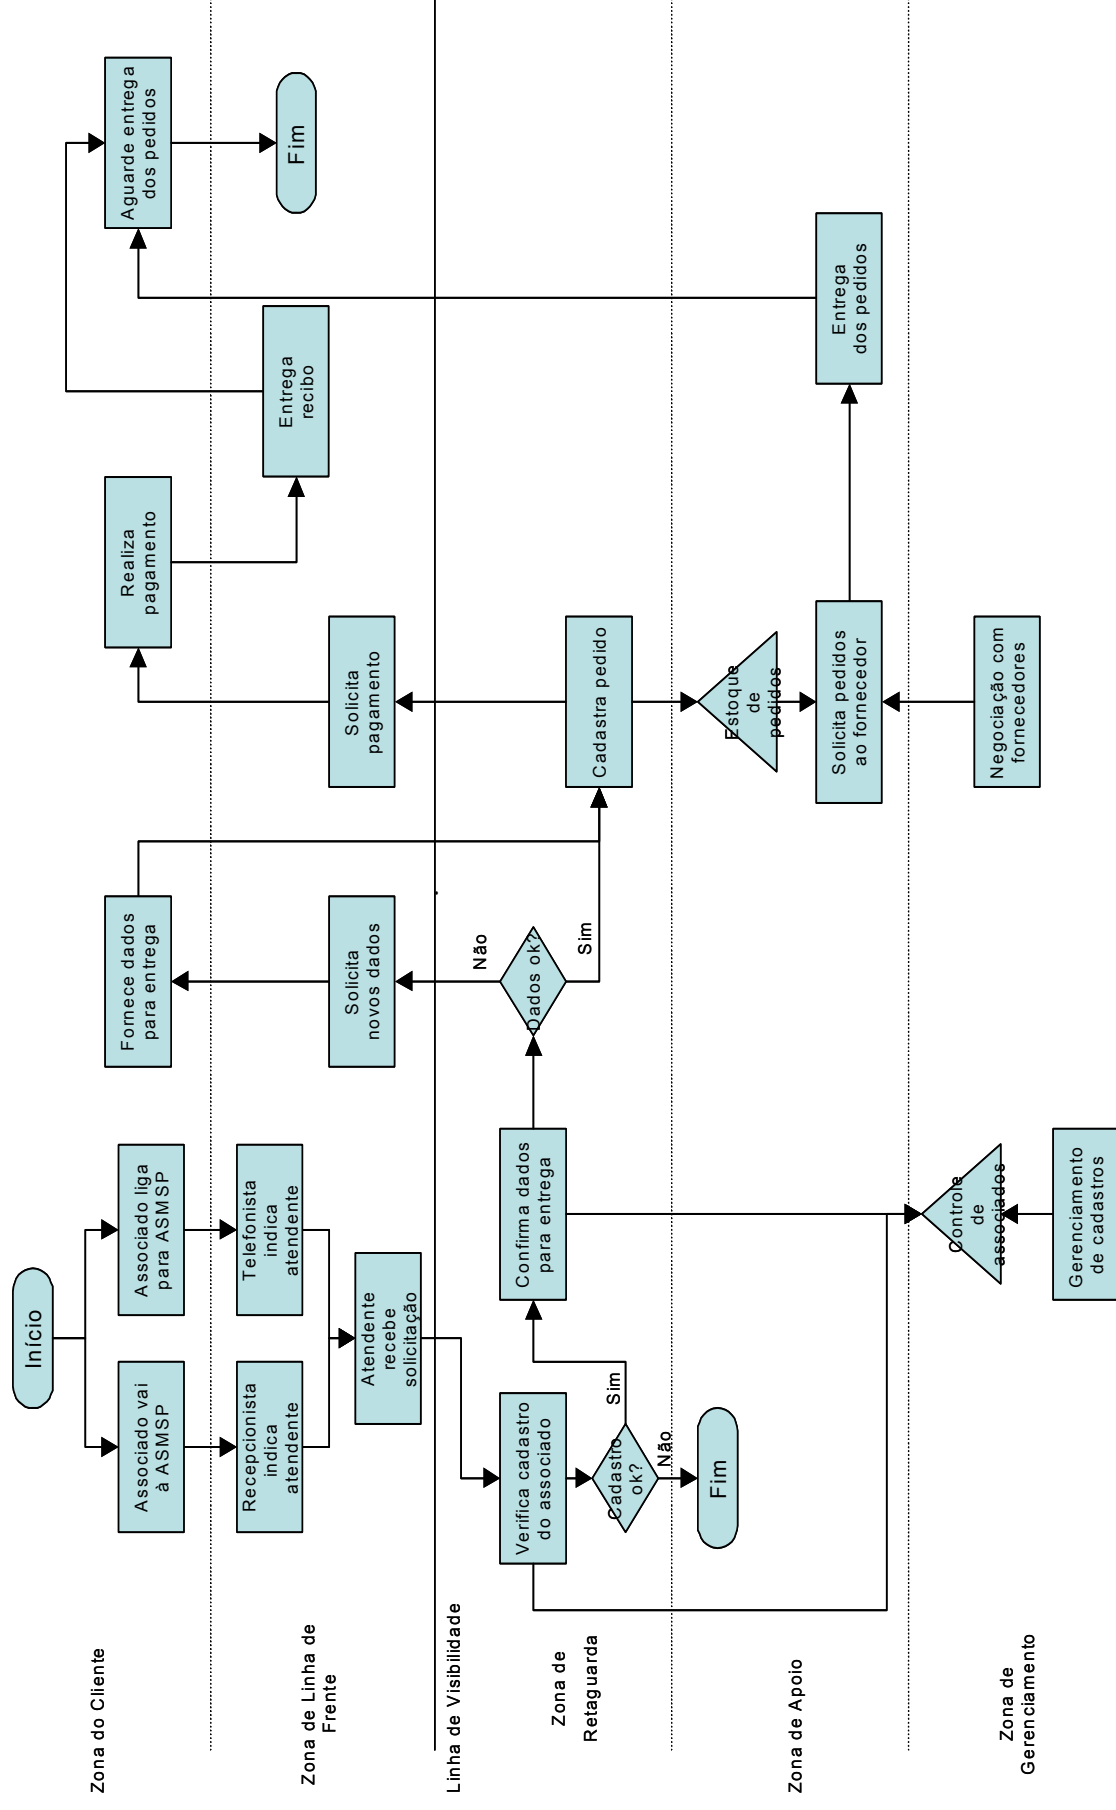 Zona do Cliente
Início
Associado vai
à ASMSP
Associado liga
para ASMSP
Fornece dados
para entrega
Realiza
pagamento
Aguarde entrega
dos pedidos
Zona de Linha de
Frente
Recepcionista
indica
atendente
Telefonista
indica
atendente
Atendente
recebe
solicitação
Solicita
novos dados
Solicita
pagamento
Entrega
recibo
Fim
Linha de Visibilidade
Zona de
Retaguarda
Verifica cadastro
do associado
Cadastro
ok?
Sim
Não
Confirma dados
para entrega
Dados ok?
Não
Sim
Cadastra pedido
Zona de Apoio
Fim
Estoque
de
pedidos
Solicita pedidos
ao fornecedor
Entrega
dos pedidos
Zona de
Gerenciamento
Controle
de
associados
Gerenciamento
de cadastros
Negociação com
fornecedores